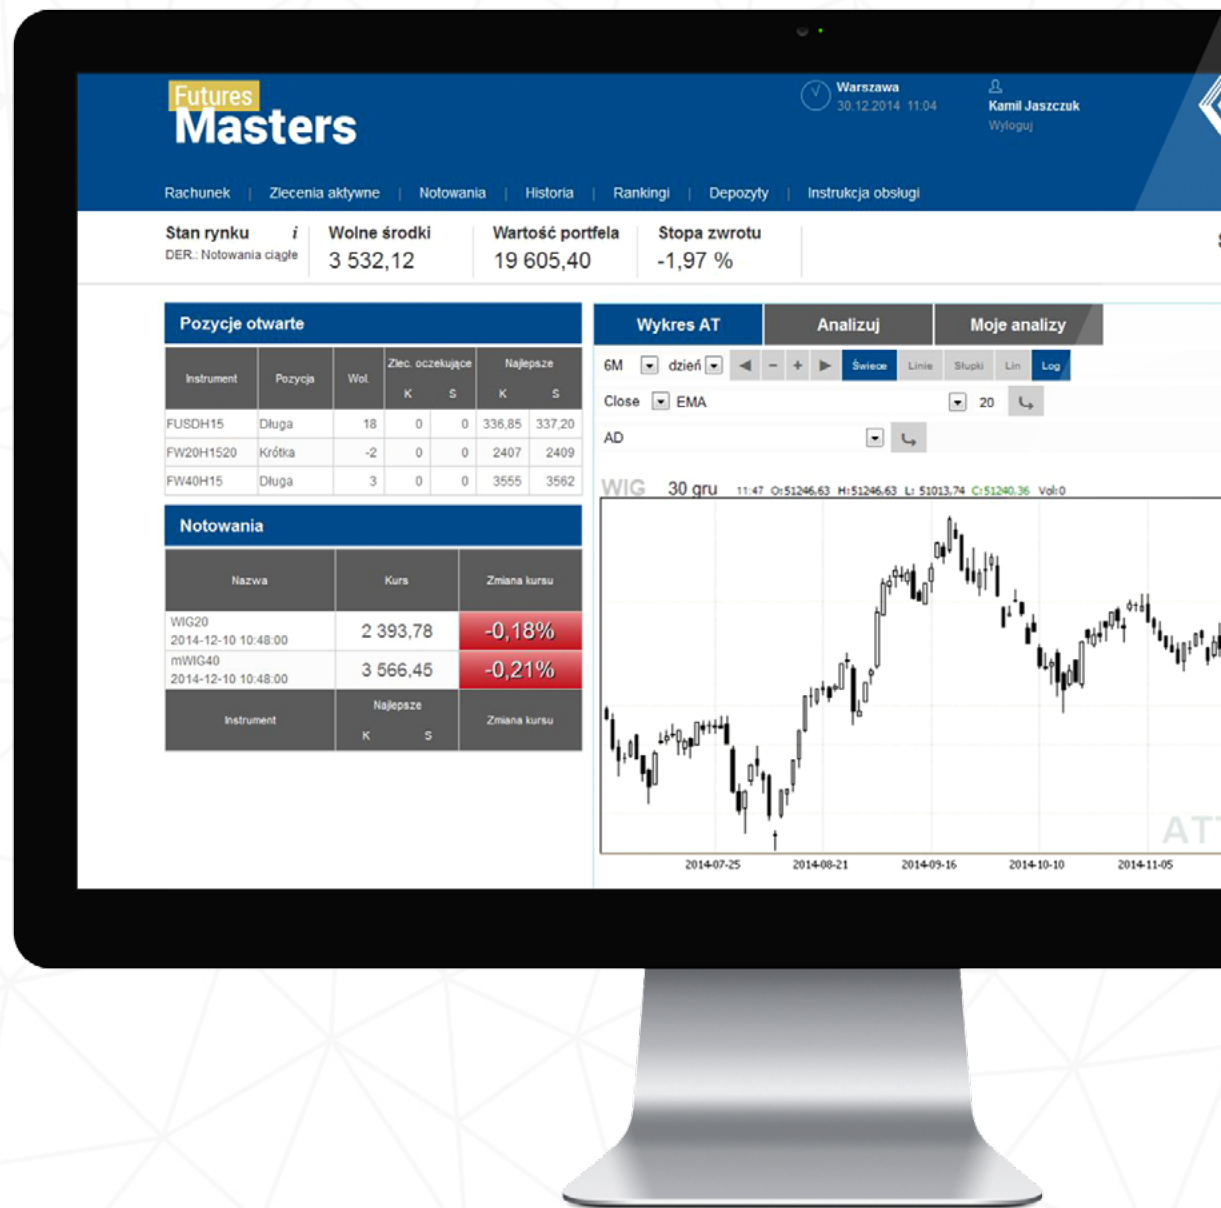 Futures
Masters
Warszawa
30.12.2014 11:04
Kamil Jaszczuk
Wyloguj
Rachunek | Zlecenia aktywne | Notowania | Historia | Rankingi | Depozyty | Instrukcja obsługi
Stan rynku i
DER.: Notowania ciągłe
Wolne środki
3 532,12
Wartość portfela
19 605,40
Stopa zwrotu
-1,97 %
Pozycje otwarte
Instrument Pozycja Wol. Zlec. oczekujące Najlepsze
K S K S
FUSDH15 Długa 18 0 0 336,85 337,20
FW20H1520 Krótka -2 0 0 2407 2409
FW40H15 Długa 3 0 0 3555 3562
Notowania
Nazwa Kurs Zmiana kursu
WIG20
2014-12-10 10:48:00 2 393,78 -0,18%
mWIG40
2014-12-10 10:48:00 3 566,45 -0,21%
Instrument Najlepsze Zmiana kursu
K S
Wykres AT Analizuj Moje analizy
6M dzień - + Świece Linie Słupki Lin Log
Close EMA 20
AD
WIG 30 gru 11:47 O:51246,63 H:51246,63 L: 51013,74 C:51240,36 Vol:0
2014-07-25 2014-08-21 2014-09-16 2014-10-10 2014-11-05